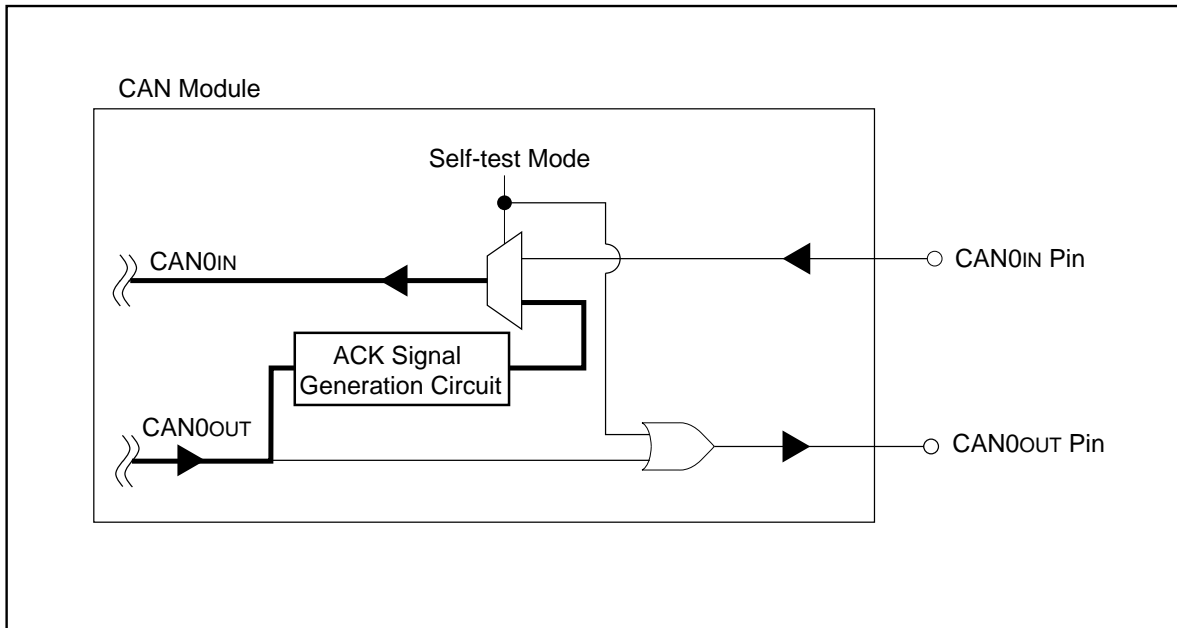 CAN Module
Self-test Mode
CAN0IN
CAN0IN Pin
ACK Signal
Generation Circuit
CAN0OUT
CAN0OUT Pin